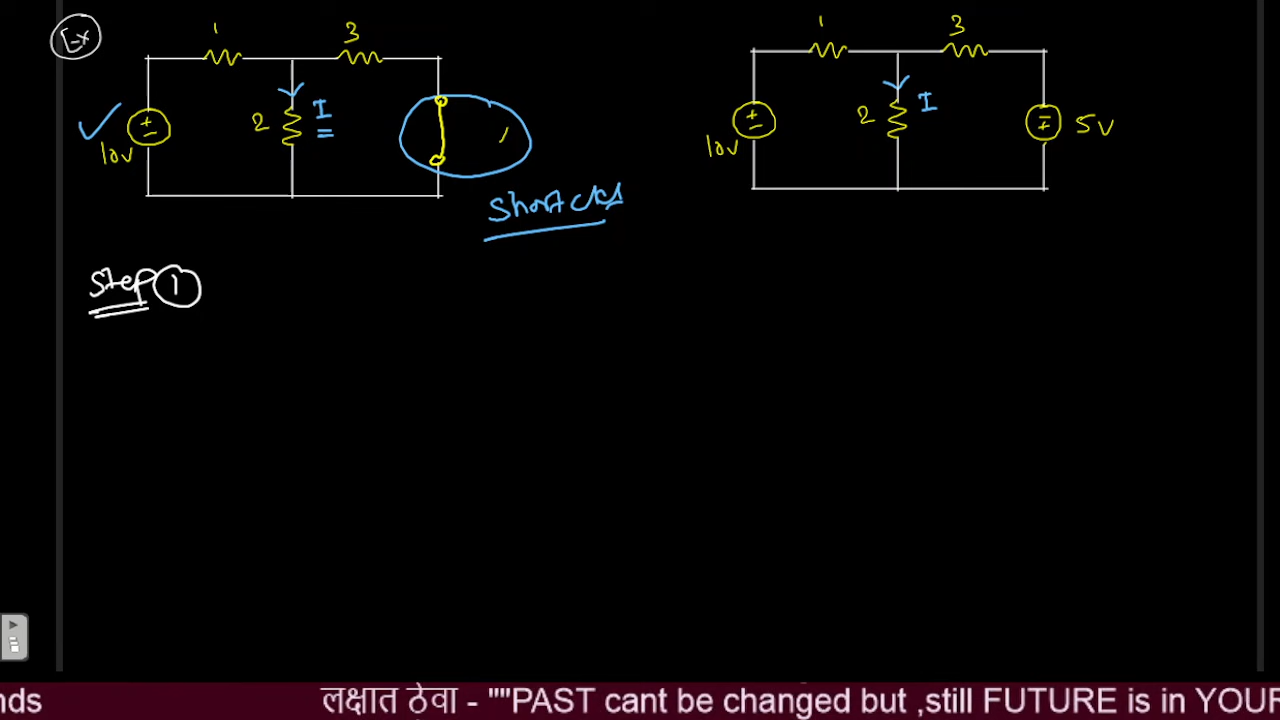 Ex
1 3
10V 2 I
Short ckt
1 3
10V 2 I 5V
Step 1
nds लक्षात ठेवा - ""PAST cant be changed but ,still FUTURE is in YOUR